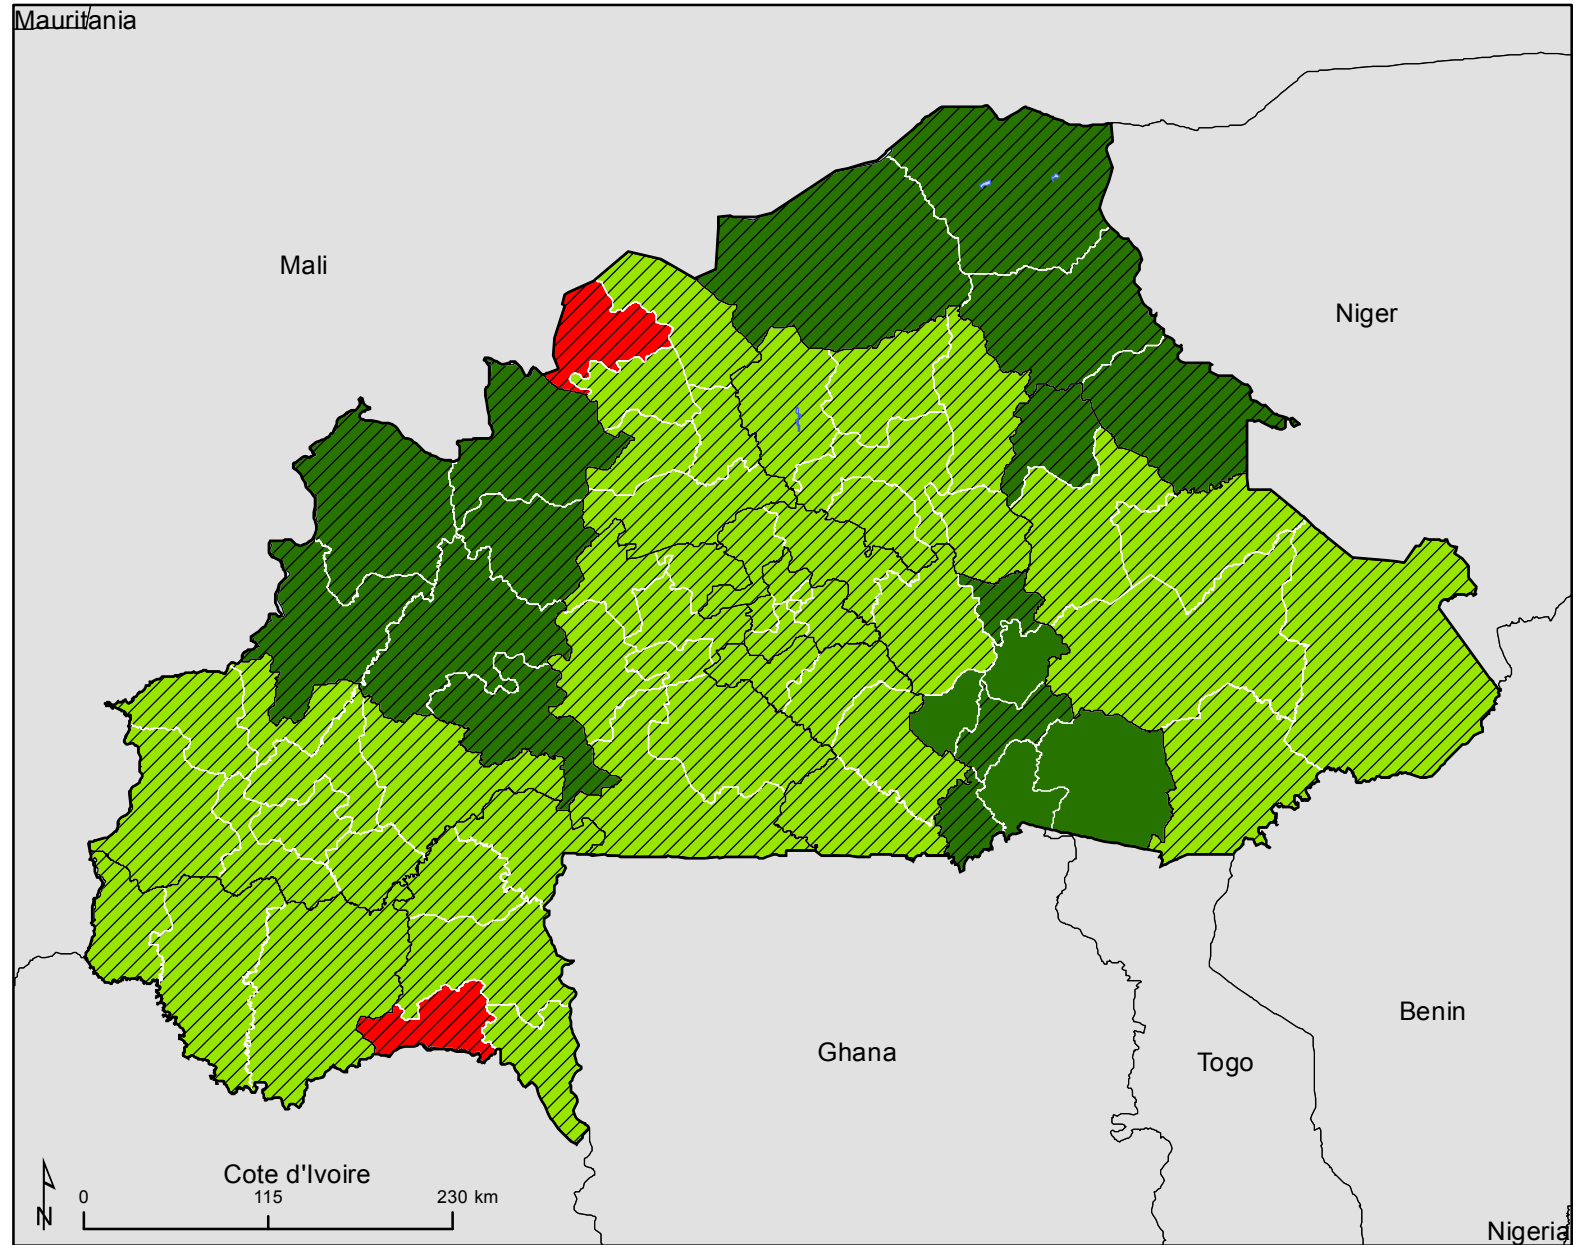 Mauritania
Mali
Niger
Benin
Ghana
Togo
Cote d'Ivoire
0 115 230 km
N
Nigeria